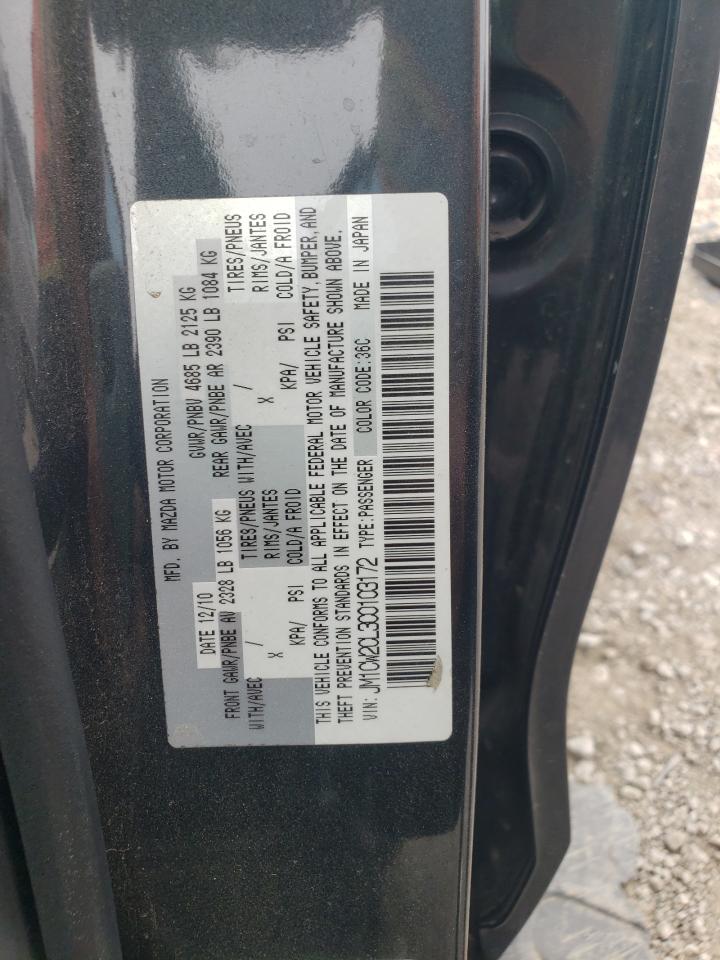 MFD. BY MAZDA MOTOR CORPORATION
DATE 12/10 GVWR/PNBV 4685 LB 2125 KG
FRONT GAWR/PNBE AV 2328 LB 1056 KG REAR GAWR/PNBE AR 2390 LB 1084 KG
WITH/AVEC / TIRES/PNEUS WITH/AVEC / TIRES/PNEUS
X RIMS/JANTES X RIMS/JANTES
KPA/ PSI COLD/A FROID KPA/ PSI COLD/A FROID
THIS VEHICLE CONFORMS TO ALL APPLICABLE FEDERAL MOTOR VEHICLE SAFETY, BUMPER, AND
THEFT PREVENTION STANDARDS IN EFFECT ON THE DATE OF MANUFACTURE SHOWN ABOVE.
VIN: JM1CW2CL3C0103172 TYPE:PASSENGER COLOR CODE:36C MADE IN JAPAN